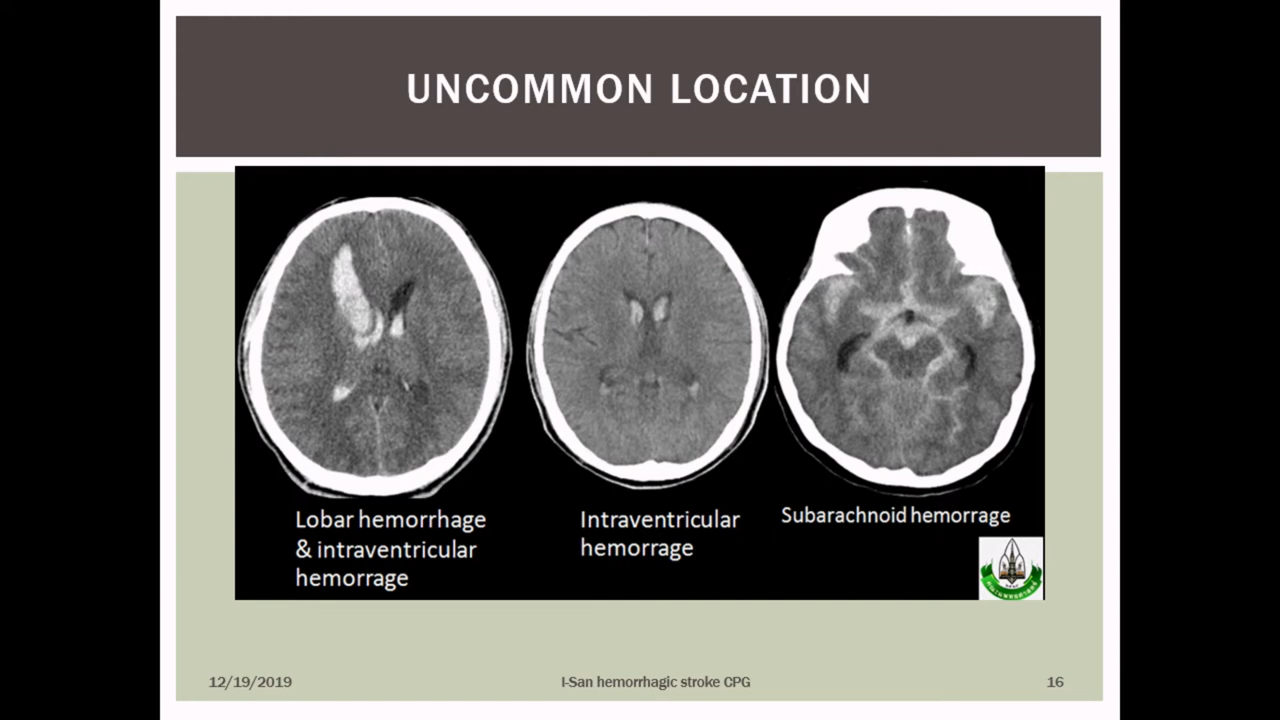 UNCOMMON LOCATION
Lobar hemorrhage
& intraventricular
hemorrage
Intraventricular
hemorrage
Subarachnoid hemorrage
12/19/2019
I-San hemorrhagic stroke CPG
16